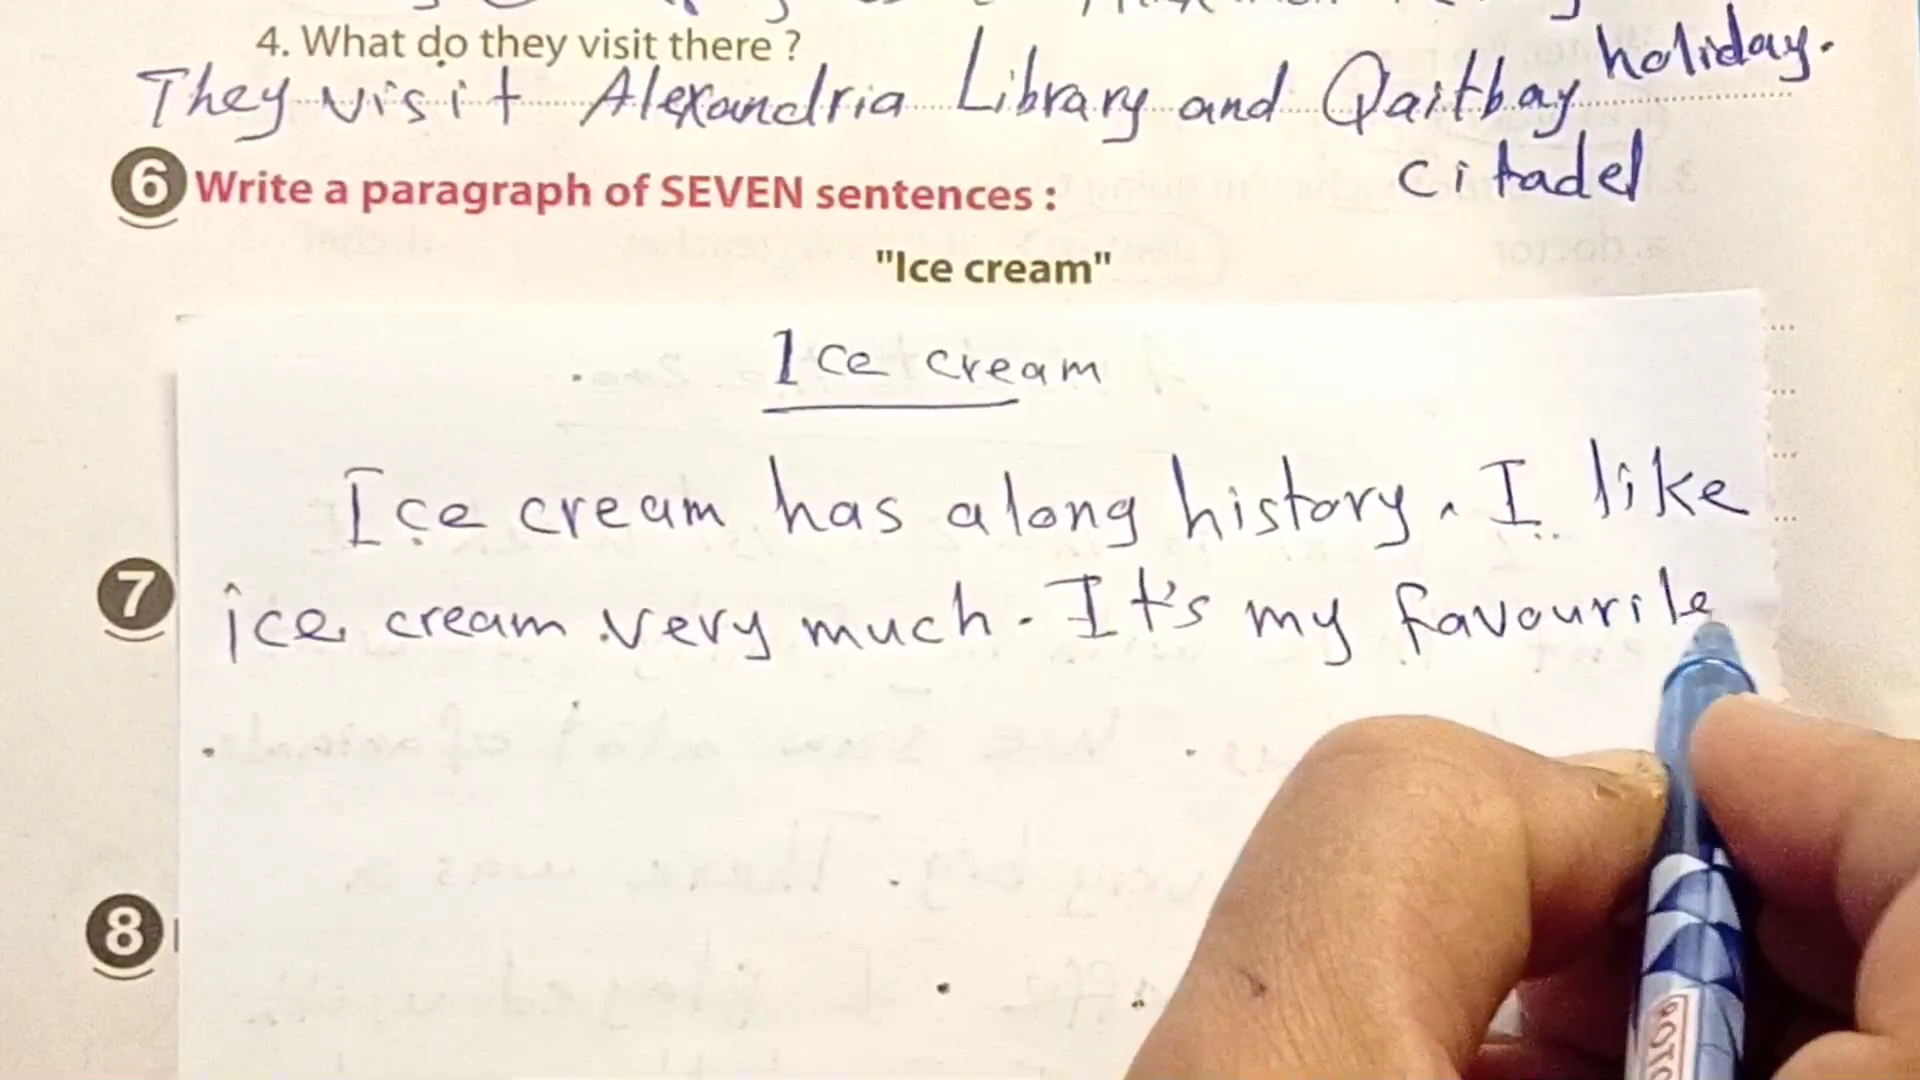 4. What do they visit there ?
holiday.
They visit Alexandria Library and Qaitbay
citadel
6 Write a paragraph of SEVEN sentences :
"Ice cream"
Ice cream
Ice cream has along history. I like
7
ice cream very much. It's my favourite
8